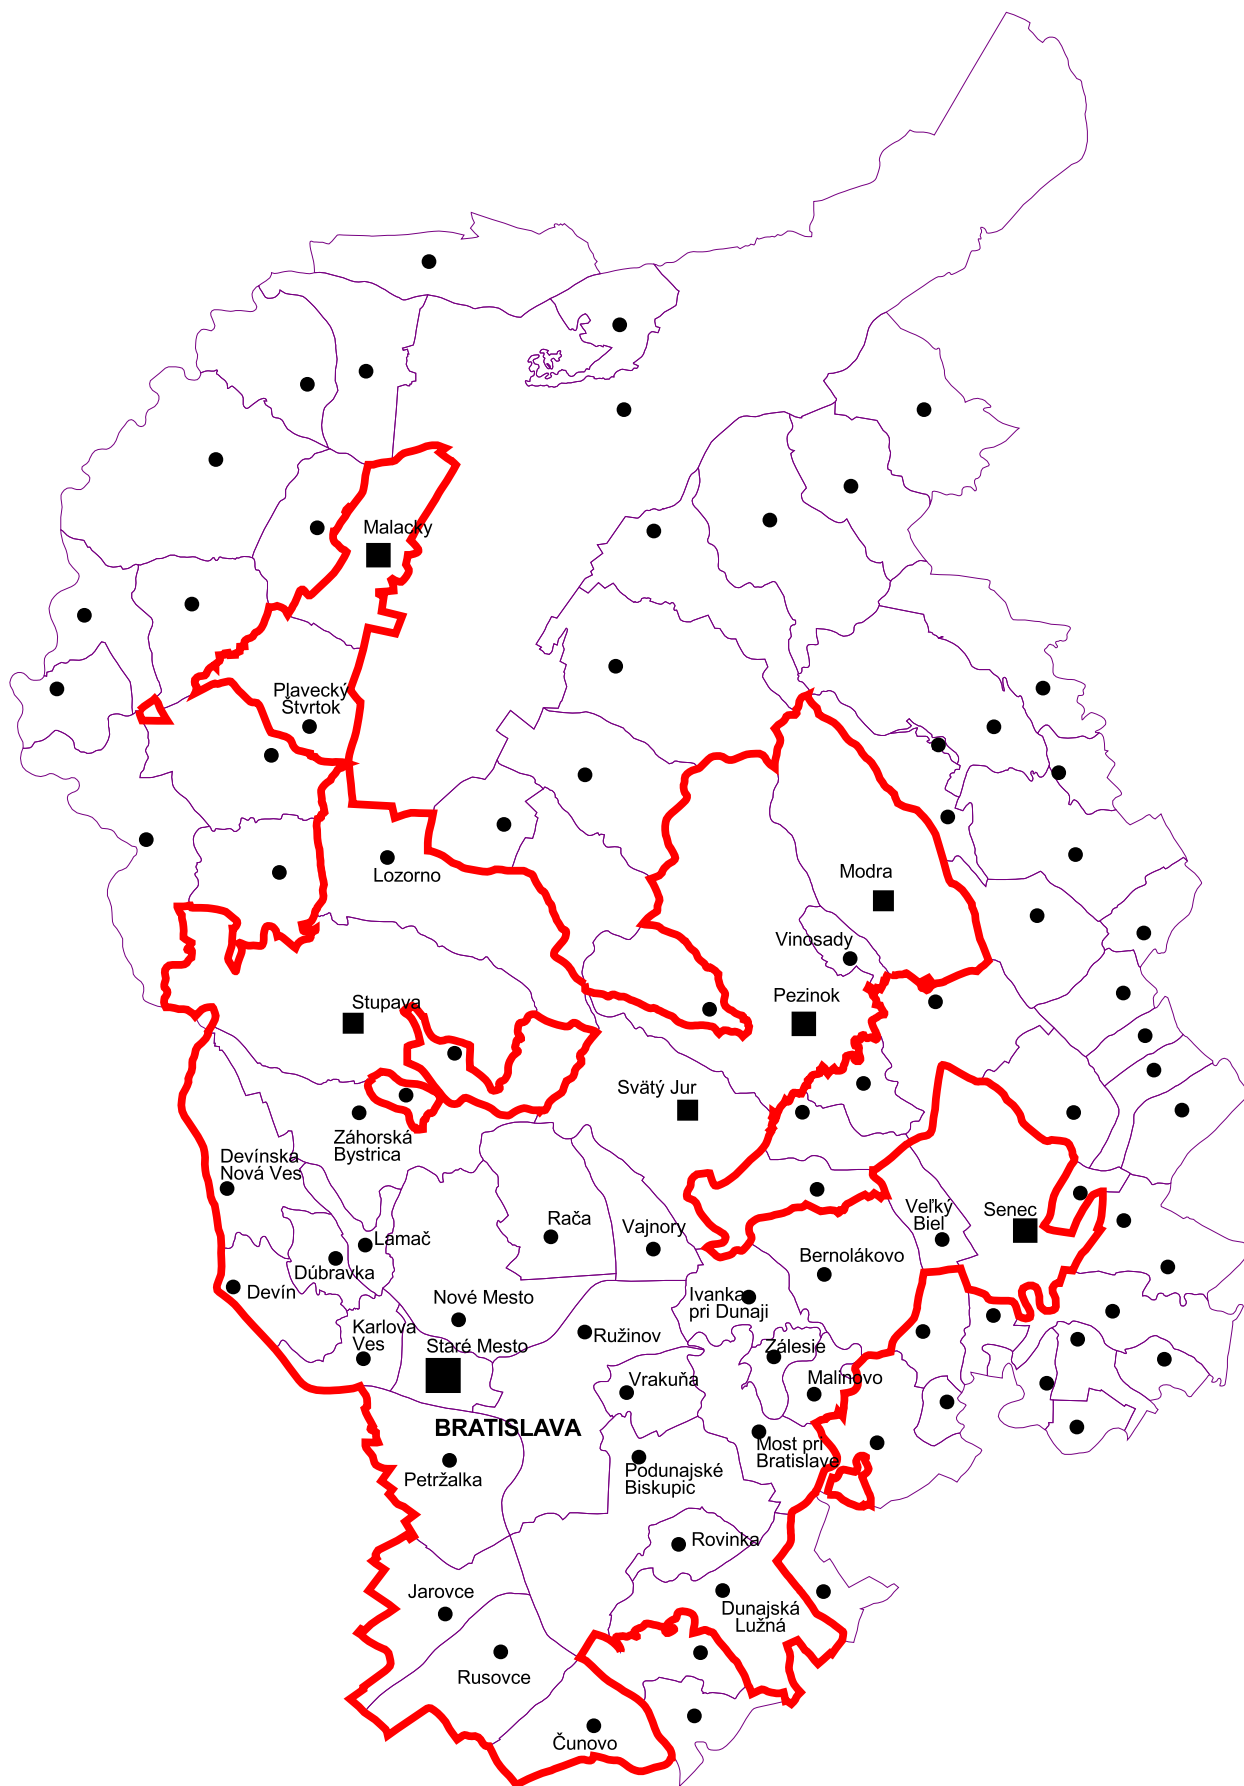 Malacky
Plavecký
Štvrtok
Lozorno
Modra
Vinosady
Pezinok
Stupava
Svätý Jur
Záhorská
Bystrica
Devínska
Nová Ves
Veľký
Biel
Senec
Rača
Vajnory
Lamač
Dúbravka
Bernolákovo
Devín
Ivanka
pri Dunaji
Nové Mesto
Karlova
Ves
Ružinov
Staré Mesto
Zálesie
Vrakuňa
Malinovo
BRATISLAVA
Most pri
Bratislave
Petržalka
Podunajské
Biskupic
Rovinka
Jarovce
Dunajská
Lužná
Rusovce
Čunovo